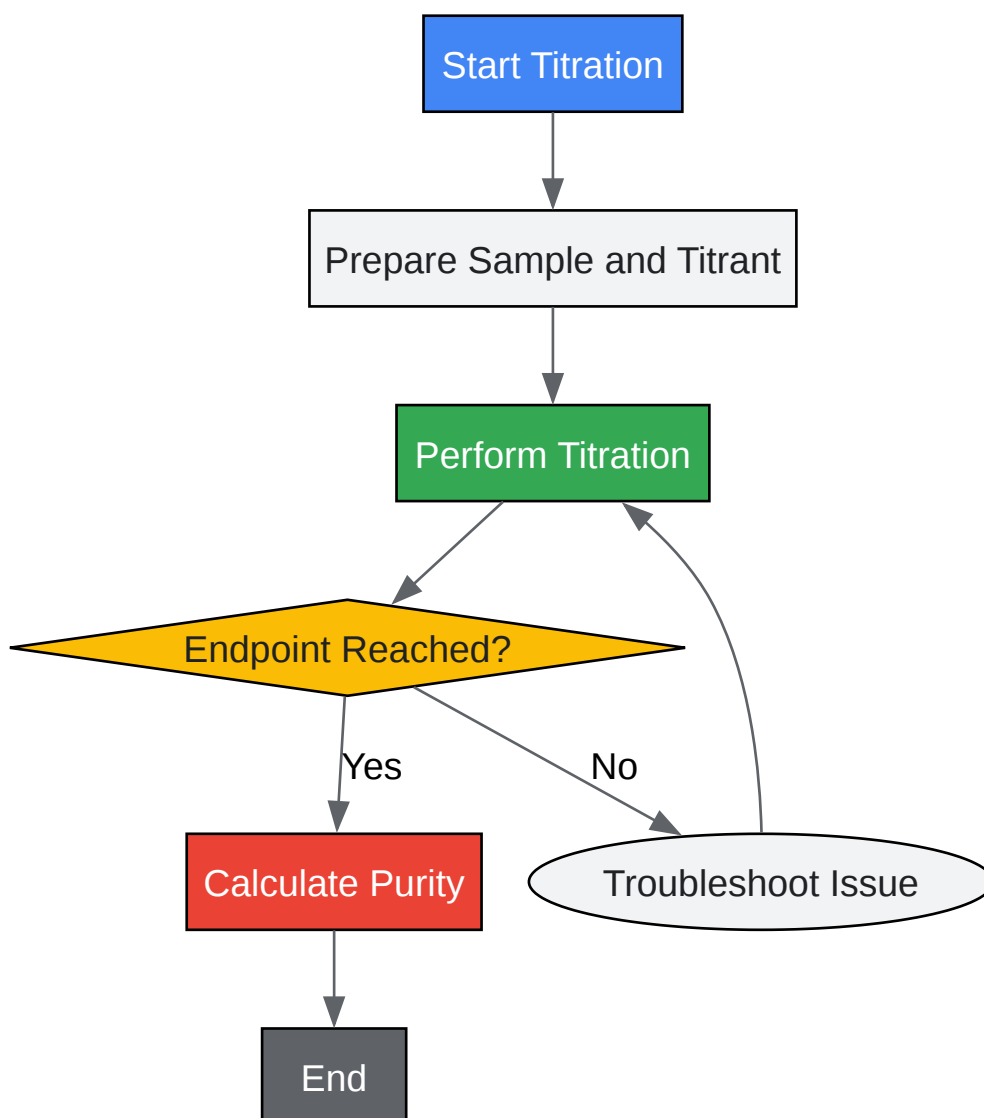 Start Titration
Prepare Sample and Titrant
Perform Titration
Endpoint Reached?
Yes
No
Calculate Purity
Troubleshoot Issue
End